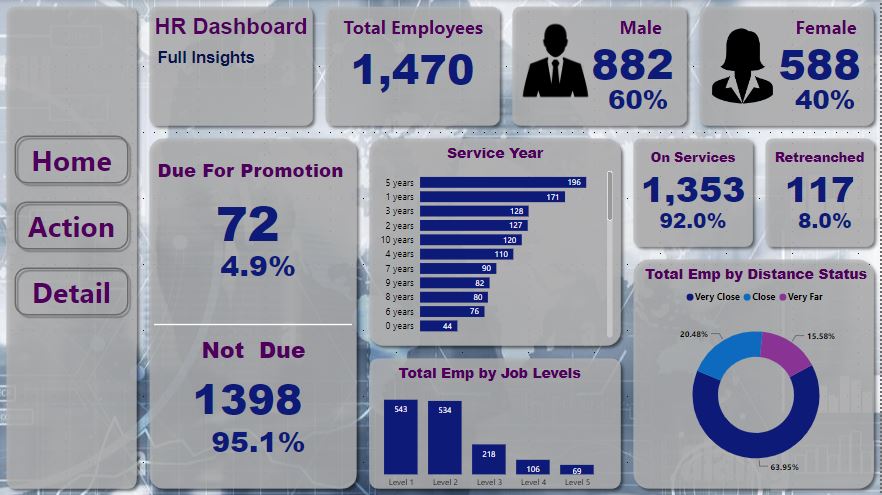 HR Dashboard
Full Insights
Total Employees
1,470
Male
882
60%
Female
588
40%
Home
Action
Detail
Due For Promotion
72
4.9%
Not Due
1398
95.1%
Service Year
5 years 196
1 years 171
3 years 128
2 years 127
10 years 120
4 years 110
7 years 90
9 years 82
8 years 80
6 years 76
0 years 44
Total Emp by Job Levels
543 534 218 106 69
Level 1 Level 2 Level 3 Level 4 Level 5
On Services
1,353
92.0%
Retreanched
117
8.0%
Total Emp by Distance Status
Very Close Close Very Far
20.48% 15.58%
63.95%